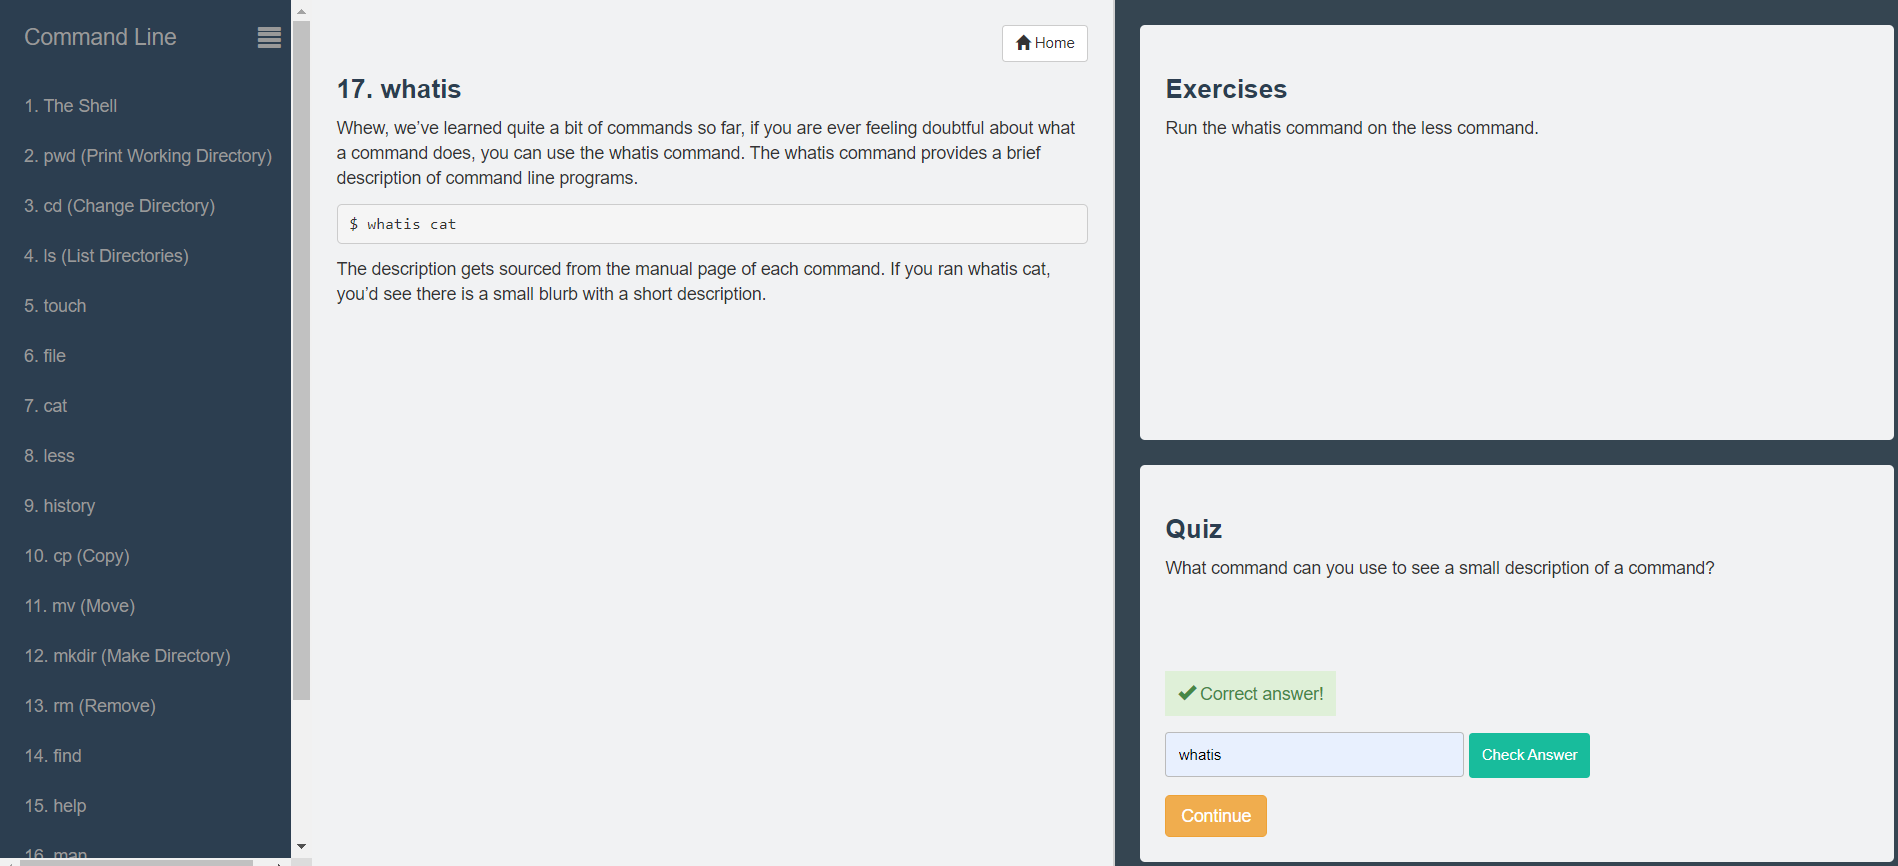 Command Line
1. The Shell
2. pwd (Print Working Directory)
3. cd (Change Directory)
4. ls (List Directories)
5. touch
6. file
7. cat
8. less
9. history
10. cp (Copy)
11. mv (Move)
12. mkdir (Make Directory)
13. rm (Remove)
14. find
15. help
16. man
Home
17. whatis
Whew, we’ve learned quite a bit of commands so far, if you are ever feeling doubtful about what
a command does, you can use the whatis command. The whatis command provides a brief
description of command line programs.
$ whatis cat
The description gets sourced from the manual page of each command. If you ran whatis cat,
you’d see there is a small blurb with a short description.
Exercises
Run the whatis command on the less command.
Quiz
What command can you use to see a small description of a command?
Correct answer!
whatis
Check Answer
Continue